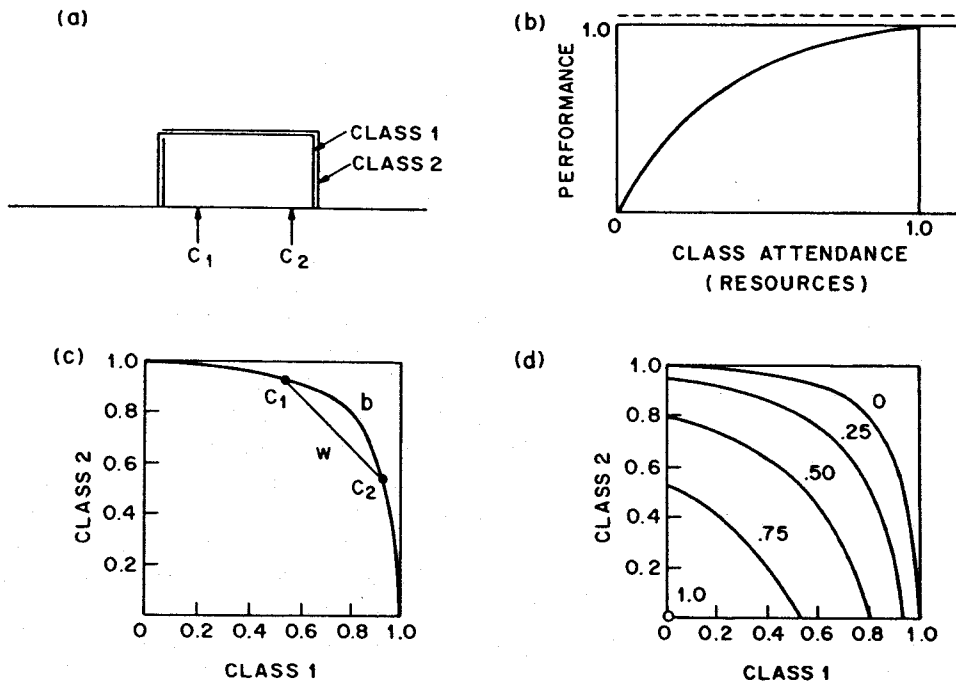 (a)
CLASS 1
CLASS 2
C1
C2
(b)
1.0
PERFORMANCE
0
1.0
CLASS ATTENDANCE
(RESOURCES)
(c)
1.0
0.8
0.6
0.4
0.2
CLASS 2
C1
b
w
C2
0
0.2
0.4
0.6
0.8
1.0
CLASS 1
(d)
1.0
0.8
0.6
0.4
0.2
CLASS 2
0
.25
.50
.75
1.0
0
0.2
0.4
0.6
0.8
1.0
CLASS 1